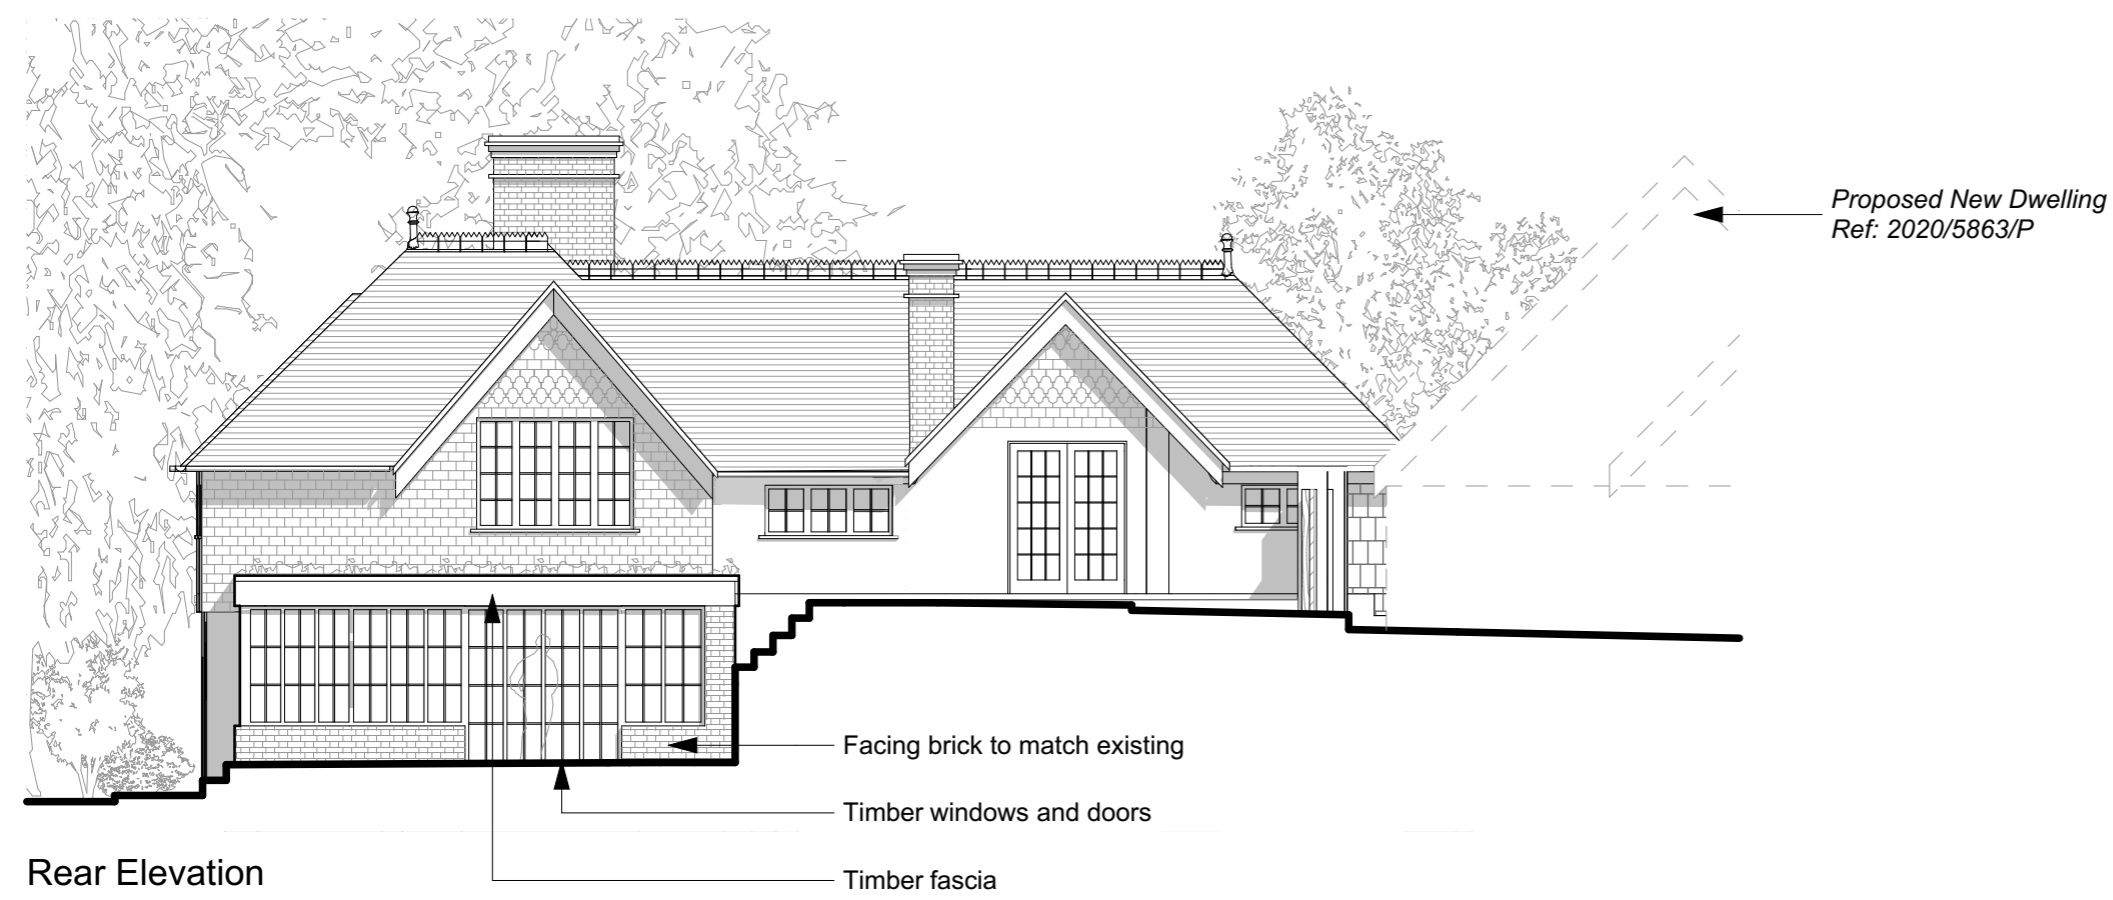 Proposed New Dwelling
Ref: 2020/5863/P
Facing brick to match existing
Timber windows and doors
Timber fascia
Rear Elevation